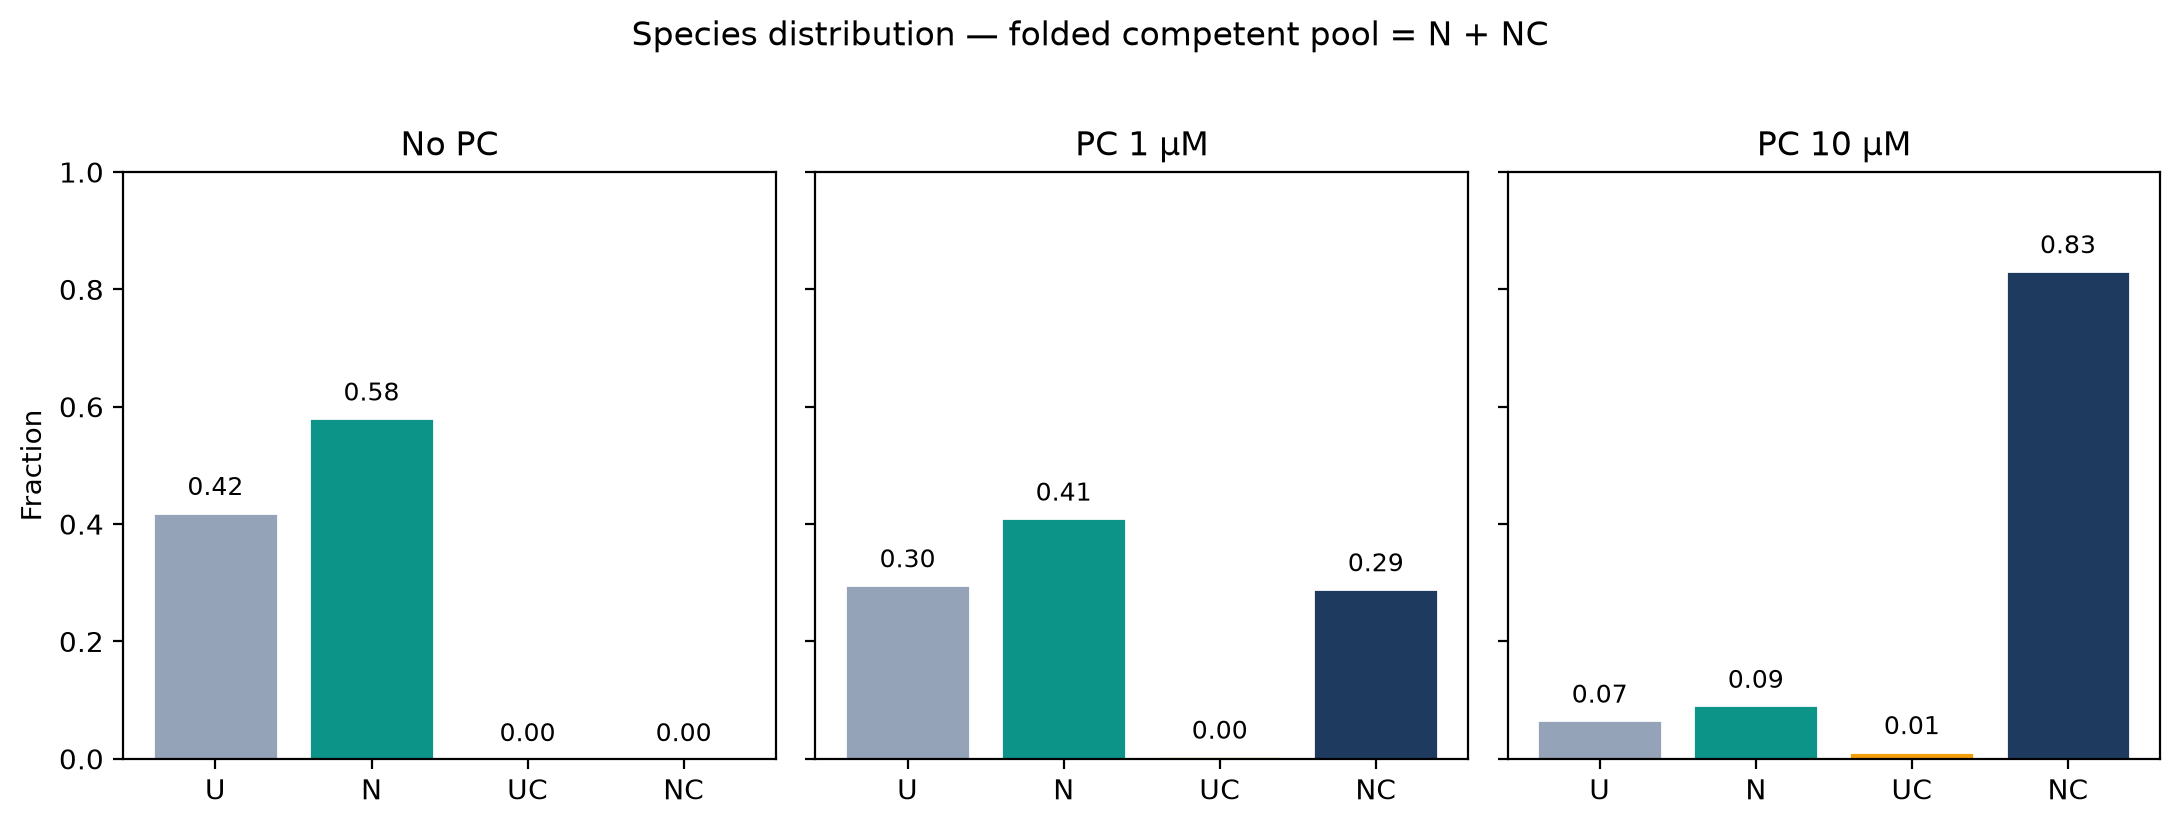 Species distribution — folded competent pool = N + NC
No PC
PC 1 µM
PC 10 µM
Fraction
1.0
0.8
0.6
0.4
0.2
0.0
0.42
0.58
0.00
0.00
U
N
UC
NC
0.30
0.41
0.00
0.29
U
N
UC
NC
0.07
0.09
0.01
0.83
U
N
UC
NC